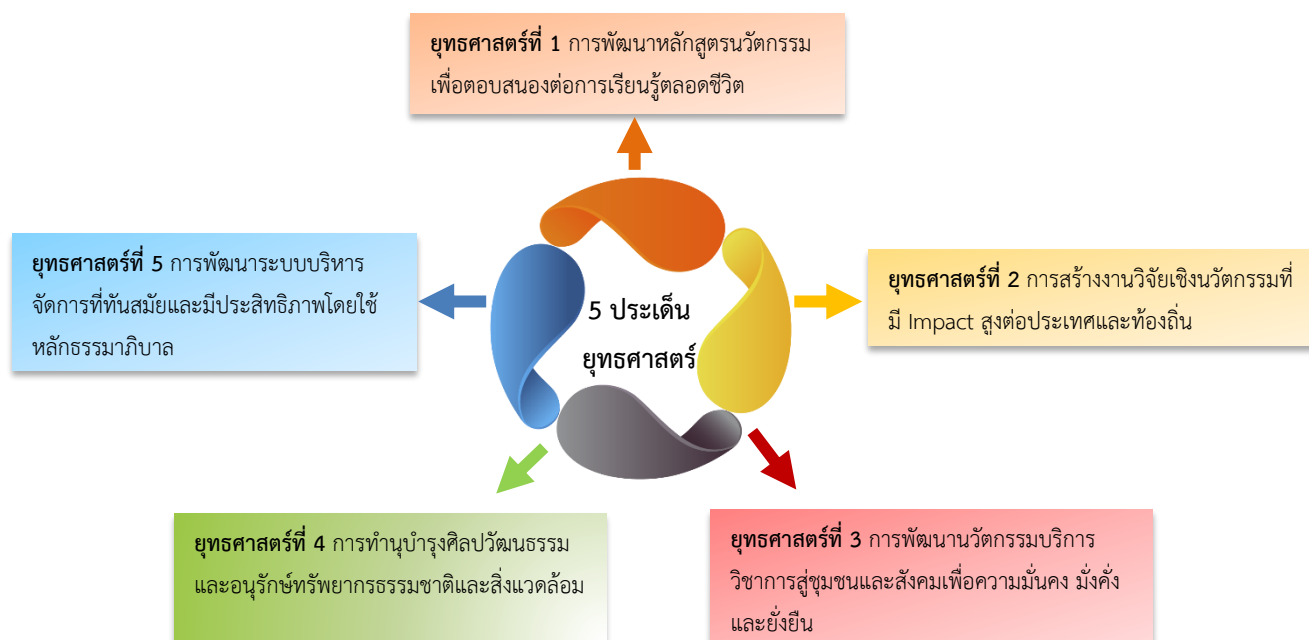 ยุทธศาสตร์ที่ 1 การพัฒนาหลักสูตรนวัตกรรม
เพื่อตอบสนองต่อการเรียนรู้ตลอดชีวิต
ยุทธศาสตร์ที่ 5 การพัฒนาระบบบริหาร
จัดการที่ทันสมัยและมีประสิทธิภาพโดยใช้
หลักธรรมาภิบาล
5 ประเด็น
ยุทธศาสตร์
ยุทธศาสตร์ที่ 2 การสร้างงานวิจัยเชิงนวัตกรรมที่
มี Impact สูงต่อประเทศและท้องถิ่น
ยุทธศาสตร์ที่ 4 การทำนุบำรุงศิลปวัฒนธรรม
และอนุรักษ์ทรัพยากรธรรมชาติและสิ่งแวดล้อม
ยุทธศาสตร์ที่ 3 การพัฒนานวัตกรรมบริการ
วิชาการสู่ชุมชนและสังคมเพื่อความมั่นคง มั่งคั่ง
และยั่งยืน